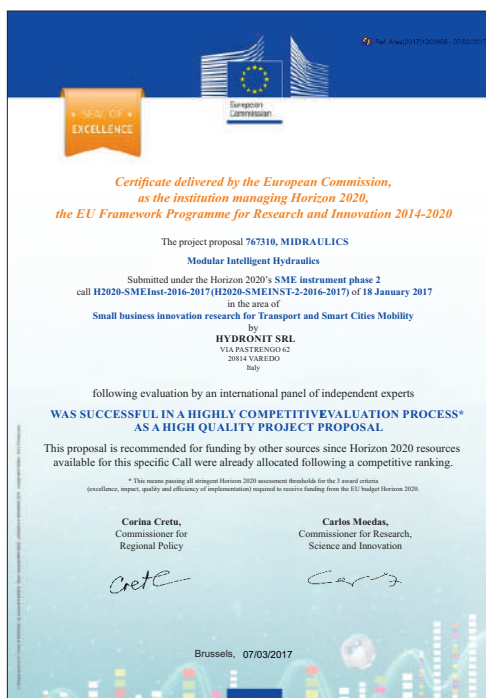 Ref. Ares(2017)1202658 - 07/03/2017
European
Commission
SEAL OF
EXCELLENCE
Certificate delivered by the European Commission,
as the institution managing Horizon 2020,
the EU Framework Programme for Research and Innovation 2014-2020
The project proposal 767310, MIDRAULICS
Modular Intelligent Hydraulics
Submitted under the Horizon 2020's SME instrument phase 2
call H2020-SMEInst-2016-2017 (H2020-SMEINST-2-2016-2017) of 18 January 2017
in the area of
Small business innovation research for Transport and Smart Cities Mobility
by
HYDRONIT SRL
VIA PASTRENGO 62
20814 VAREDO
Italy
following evaluation by an international panel of independent experts
WAS SUCCESSFUL IN A HIGHLY COMPETITIVEVALUATION PROCESS*
AS A HIGH QUALITY PROJECT PROPOSAL
This proposal is recommended for funding by other sources since Horizon 2020 resources
available for this specific Call were already allocated following a competitive ranking.
* This means passing all stringent Horizon 2020 assessment thresholds for the 3 award criteria
(excellence, impact, quality and efficiency of implementation) required to receive funding from the EU budget Horizon 2020.
Corina Cretu,
Commissioner for
Regional Policy
Carlos Moedas,
Commissioner for Research,
Science and Innovation
Brussels, 07/03/2017